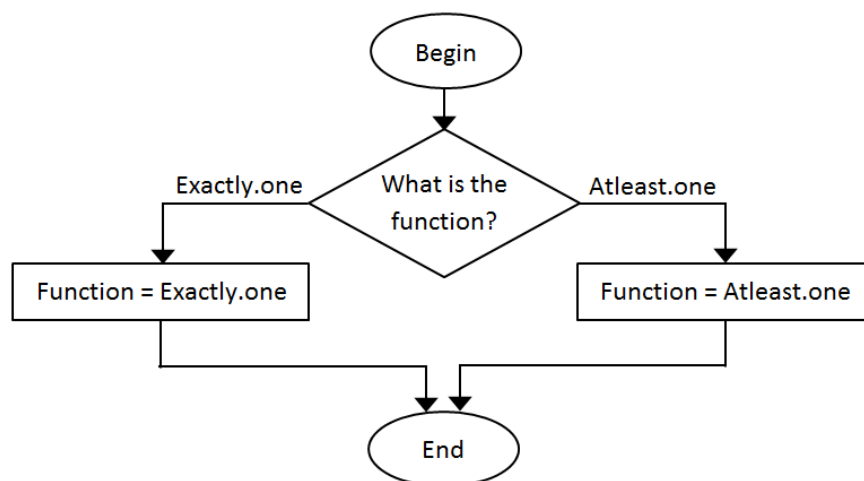 Begin
Exactly.one
What is the
function?
Atleast.one
Function = Exactly.one
Function = Atleast.one
End